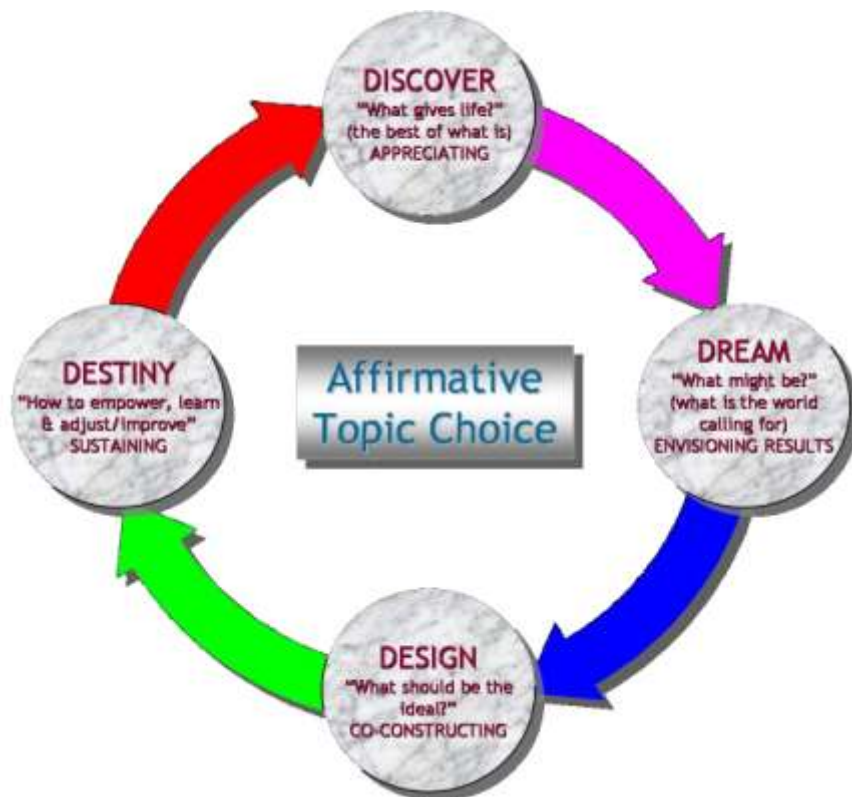 DISCOVER
"What gives life?"
(the best of what is)
APPRECIATING
DREAM
"What might be?"
(what is the world
calling for)
ENVISIONING RESULTS
DESIGN
"What should be the
ideal?"
CO-CONSTRUCTING
DESTINY
"How to empower, learn
& adjust/improve"
SUSTAINING
Affirmative
Topic Choice